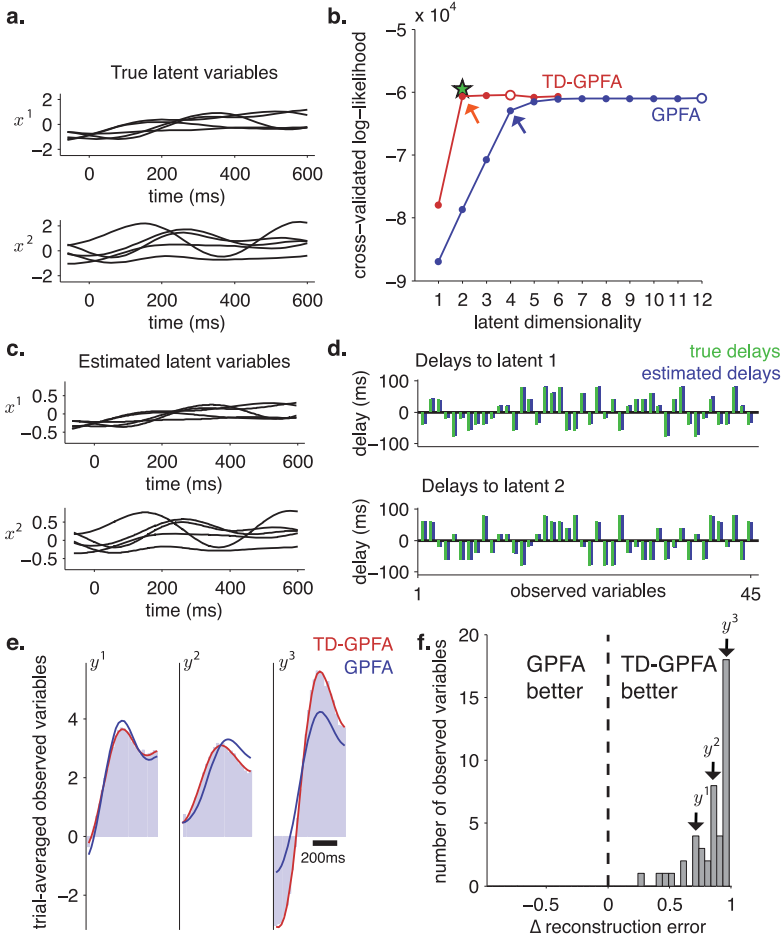 a.
True latent variables
x1
2
0
−2
0 200 400 600
time (ms)
x2
2
0
−2
0 200 400 600
time (ms)
b.
x 10^4
cross−validated log−likelihood
−5
−6
−7
−8
−9
TD-GPFA
GPFA
1 2 3 4 5 6 7 8 9 10 11 12
latent dimensionality
c.
Estimated latent variables
x1
0.5
0
−0.5
0 200 400 600
time (ms)
x2
0.5
0
−0.5
0 200 400 600
time (ms)
d.
true delays
estimated delays
Delays to latent 1
delay (ms)
100
0
−100
Delays to latent 2
delay (ms)
100
0
−100
1 observed variables 45
e.
trial-averaged observed variables
y1 y2 y3
TD-GPFA
GPFA
4
2
0
−2
200ms
f.
number of observed variables
20
15
10
5
0
GPFA better
TD-GPFA better
y3
y2
y1
−0.5 0 0.5 1
Δ reconstruction error